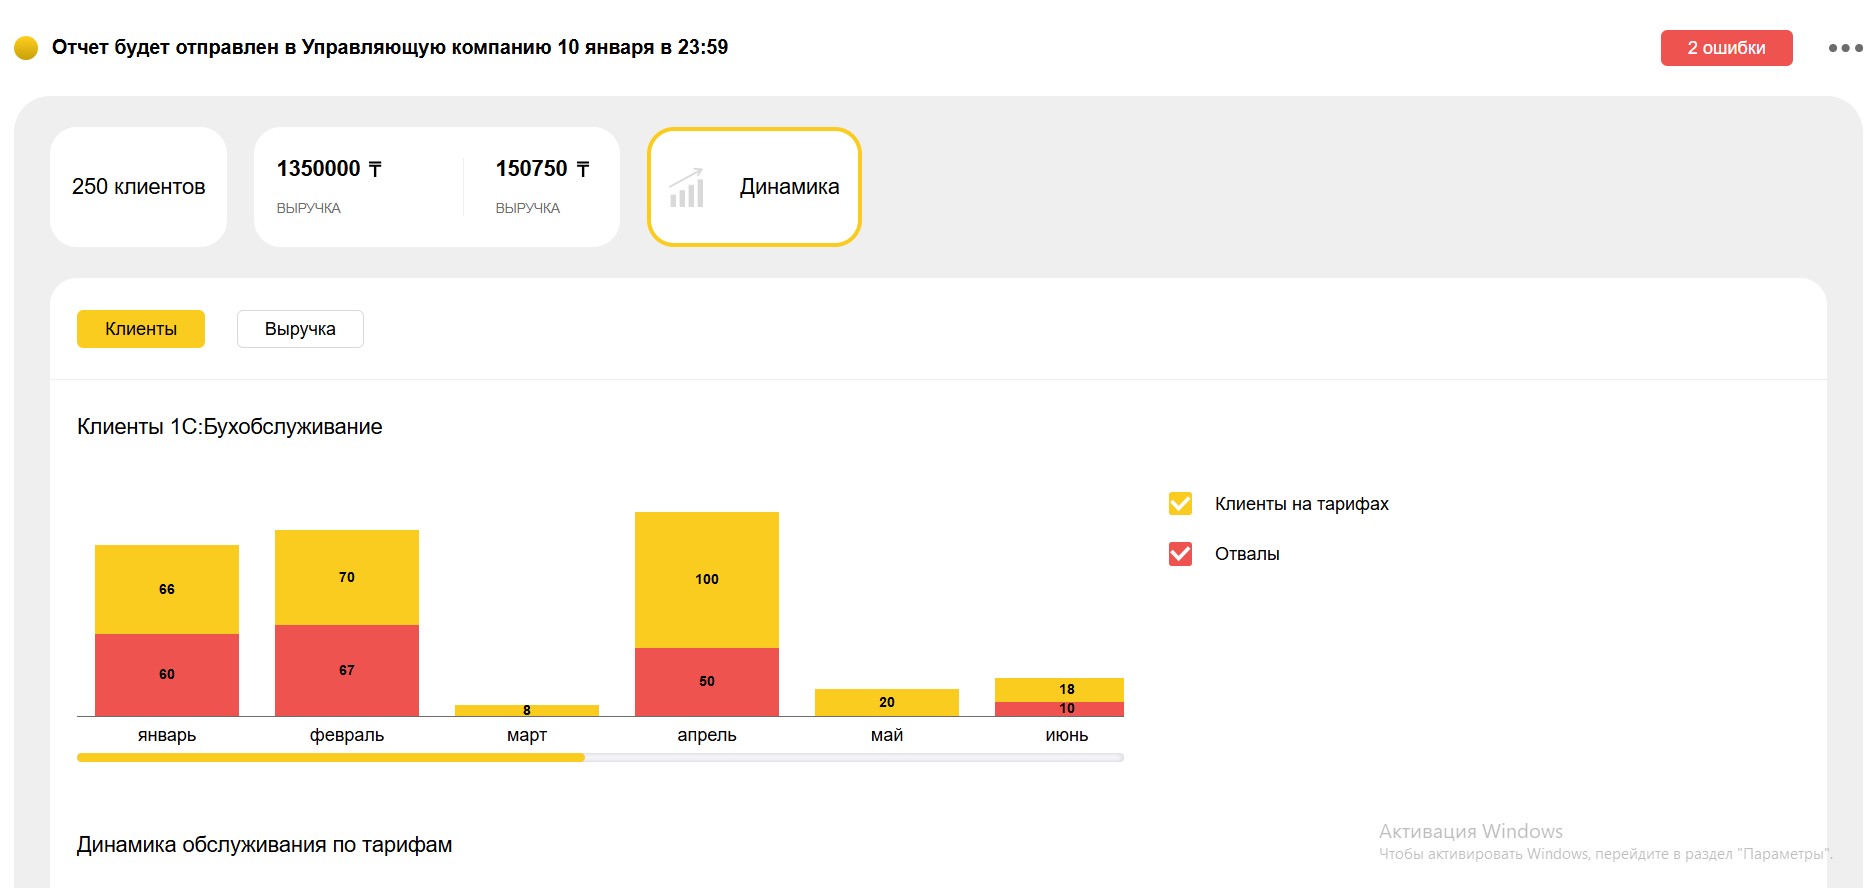 Отчет будет отправлен в Управляющую компанию 10 января в 23:59
2 ошибки
250 клиентов
1350000 ₸
ВЫРУЧКА
150750 ₸
ВЫРУЧКА
Динамика
Клиенты
Выручка
Клиенты 1С:Бухобслуживание
Клиенты на тарифах
Отвалы
66
60
70
67
8
100
50
20
18
10
январь
февраль
март
апрель
май
июнь
Динамика обслуживания по тарифам
Активация Windows
Чтобы активировать Windows, перейдите в раздел "Параметры".